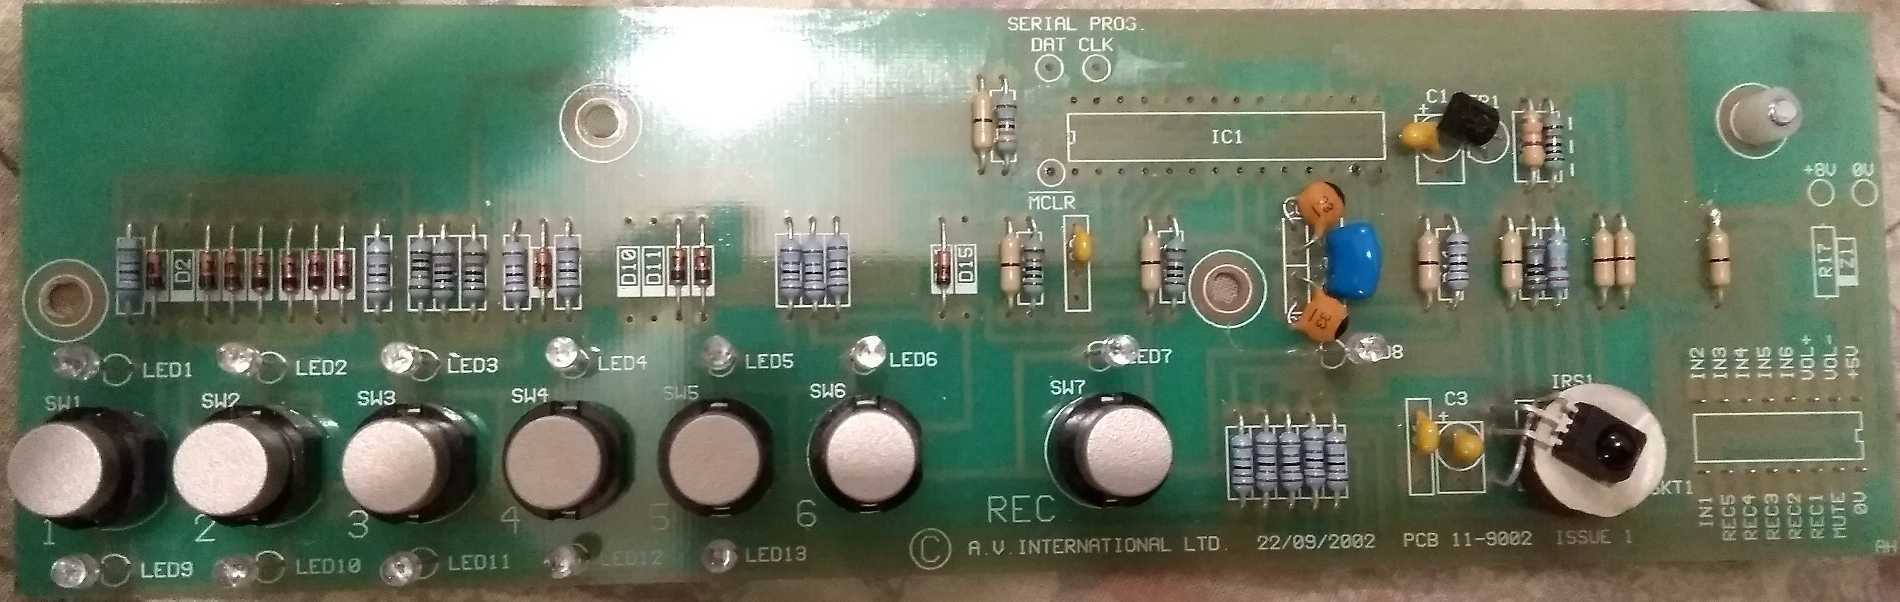 SERIAL PROG.
DAT CLK
IC1
C1
MCLR
+8V 0V
D2
D10
D11
D15
R17
Z1
LED1
LED2
LED3
LED4
LED5
LED6
LED7
SW1
SW2
SW3
SW4
SW5
SW6
SW7
C3
IRS1
IN2
IN3
IN4
IN5
IN6
VOL+
VOL-
+5V
1
2
3
4
5
6
REC
IN1
REC5
REC4
REC3
REC2
REC1
MUTE
0V
LED9
LED10
LED11
LED12
LED13
© A.V.INTERNATIONAL LTD. 22/09/2002 PCB 11-9002 ISSUE 1
AH